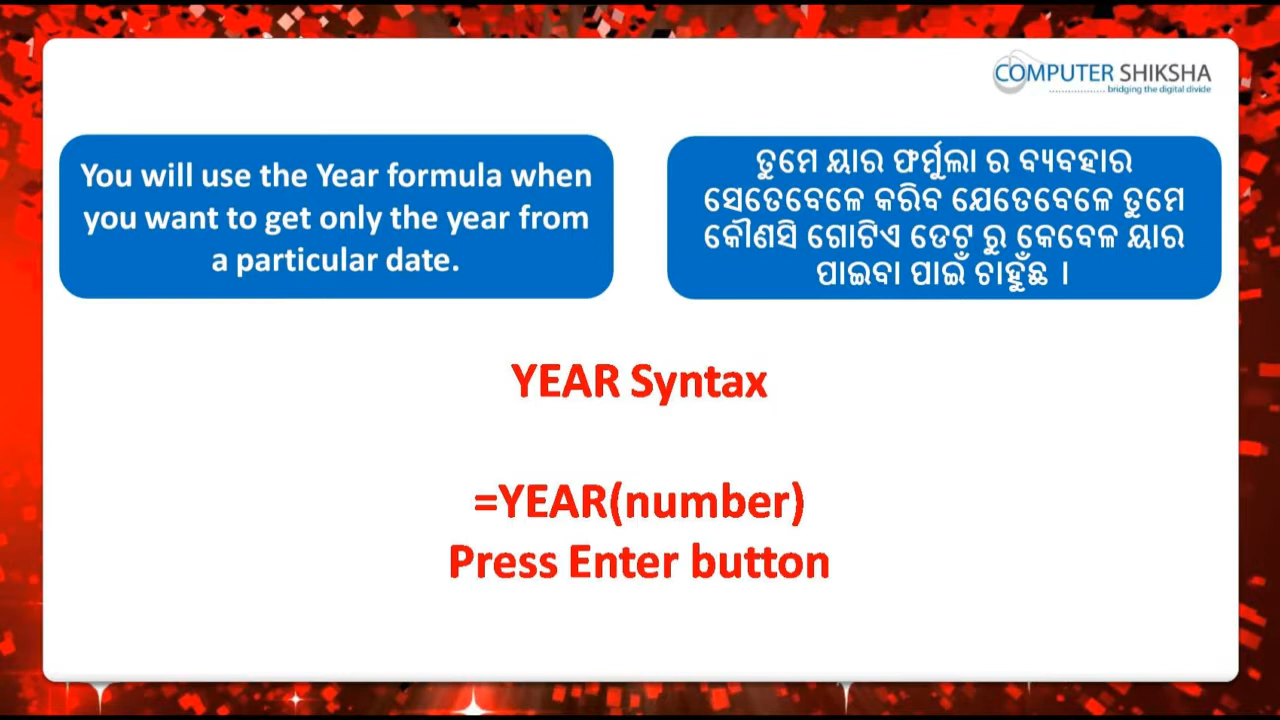 COMPUTER SHIKSHA
bridging the digital divide
You will use the Year formula when
you want to get only the year from
a particular date.
ତୁମେ ୟାର ଫର୍ମୁଲା ର ବ୍ୟବହାର
ସେତେବେଳେ କରିବ ଯେତେବେଳେ ତୁମେ
କୌଣସି ଗୋଟିଏ ଡେଟ୍ ରୁ କେବେଳ ୟାର
ପାଇବା ପାଇଁ ଚାହୁଁଛ ।
YEAR Syntax
=YEAR(number)
Press Enter button